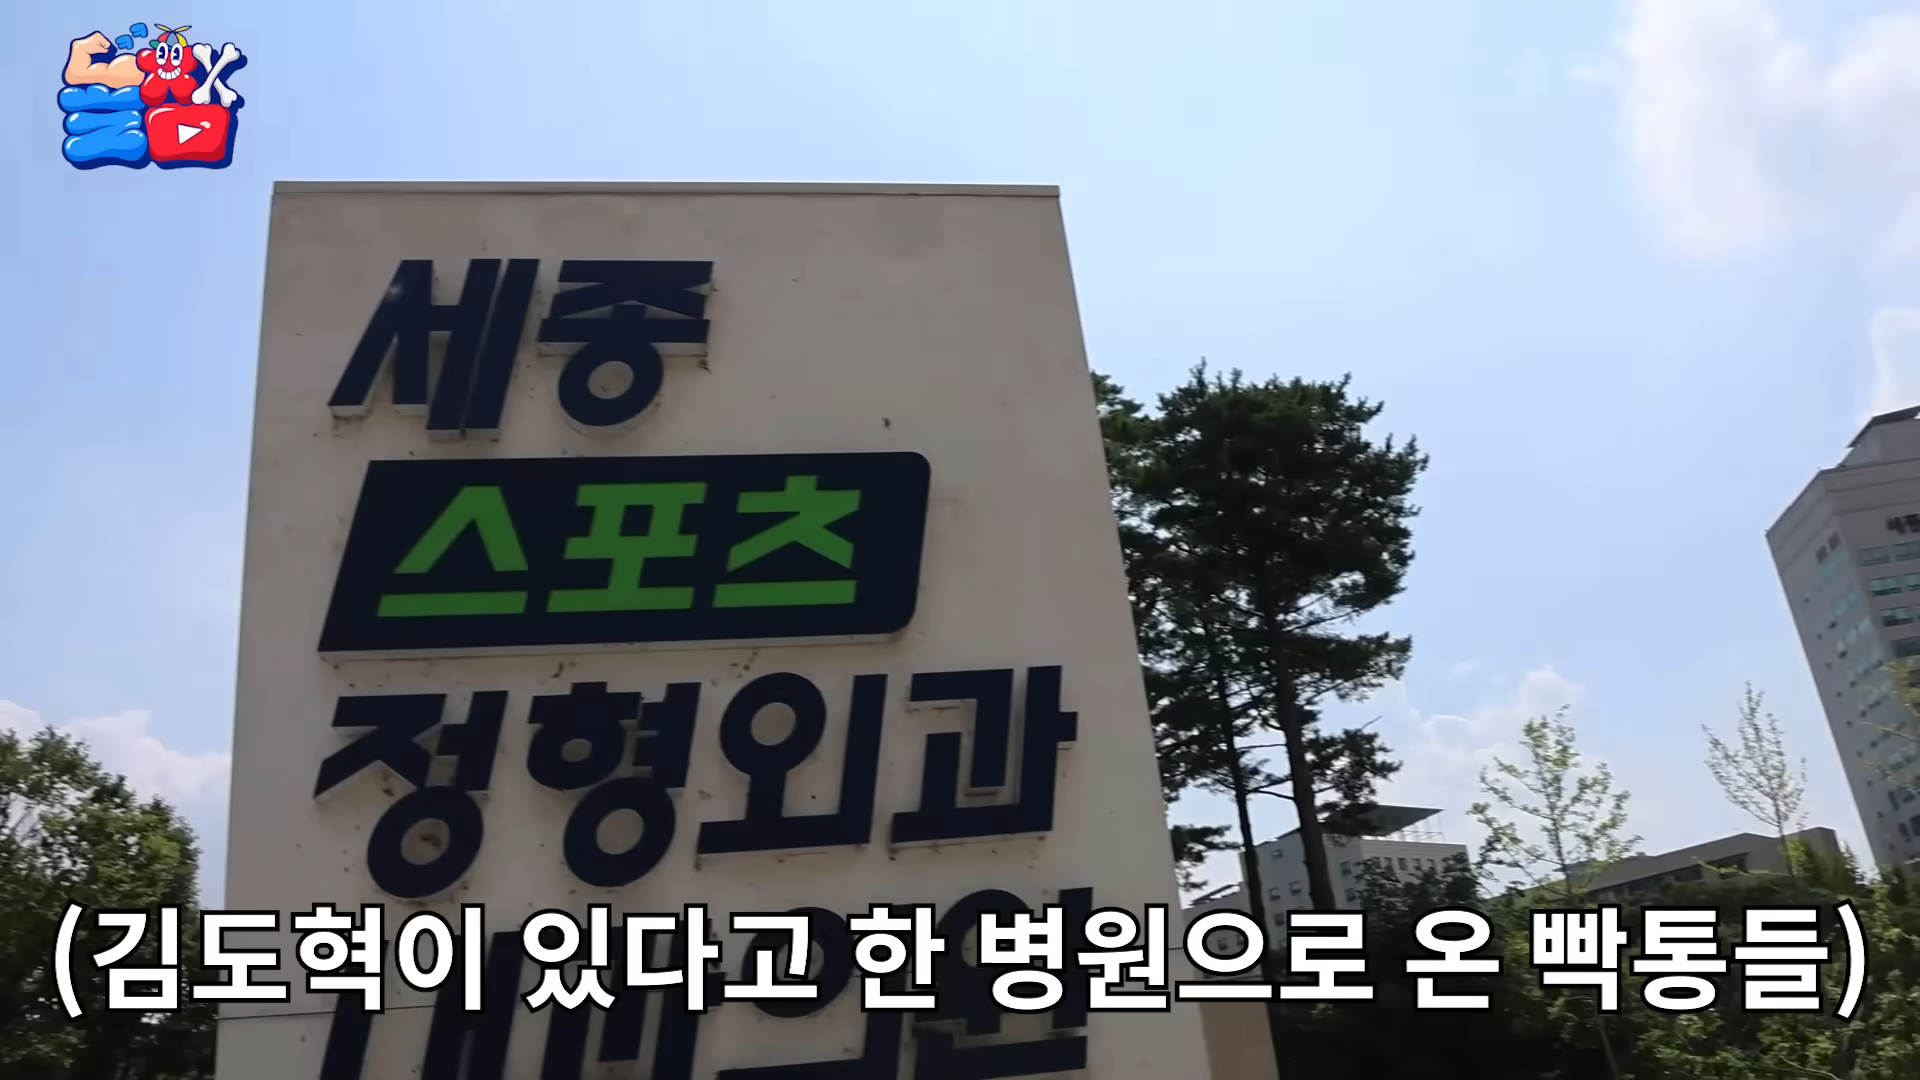 세종
스포츠
정형외과
(김도혁이 있다고 한 병원으로 온 빡통들)